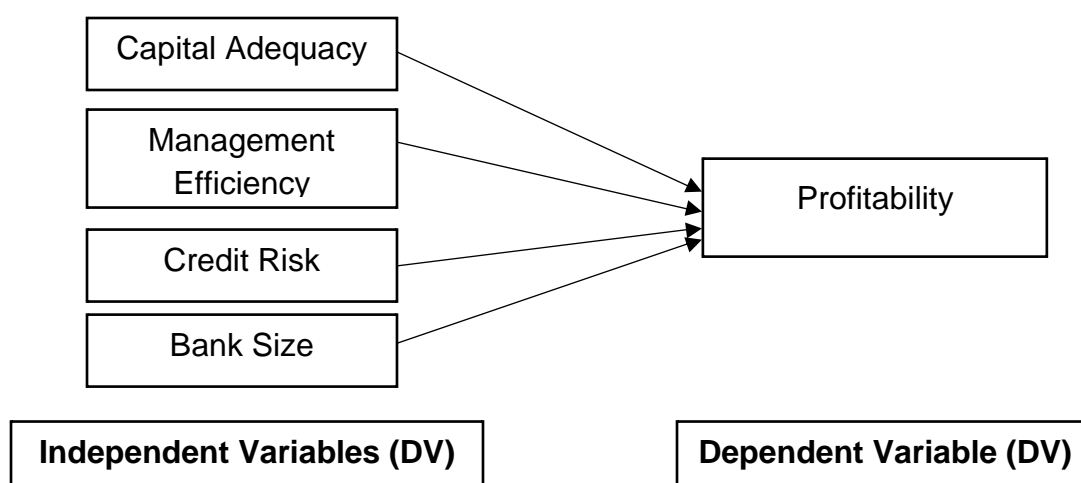 Capital Adequacy
Management
Efficiency
Credit Risk
Bank Size
Profitability
Independent Variables (DV)
Dependent Variable (DV)